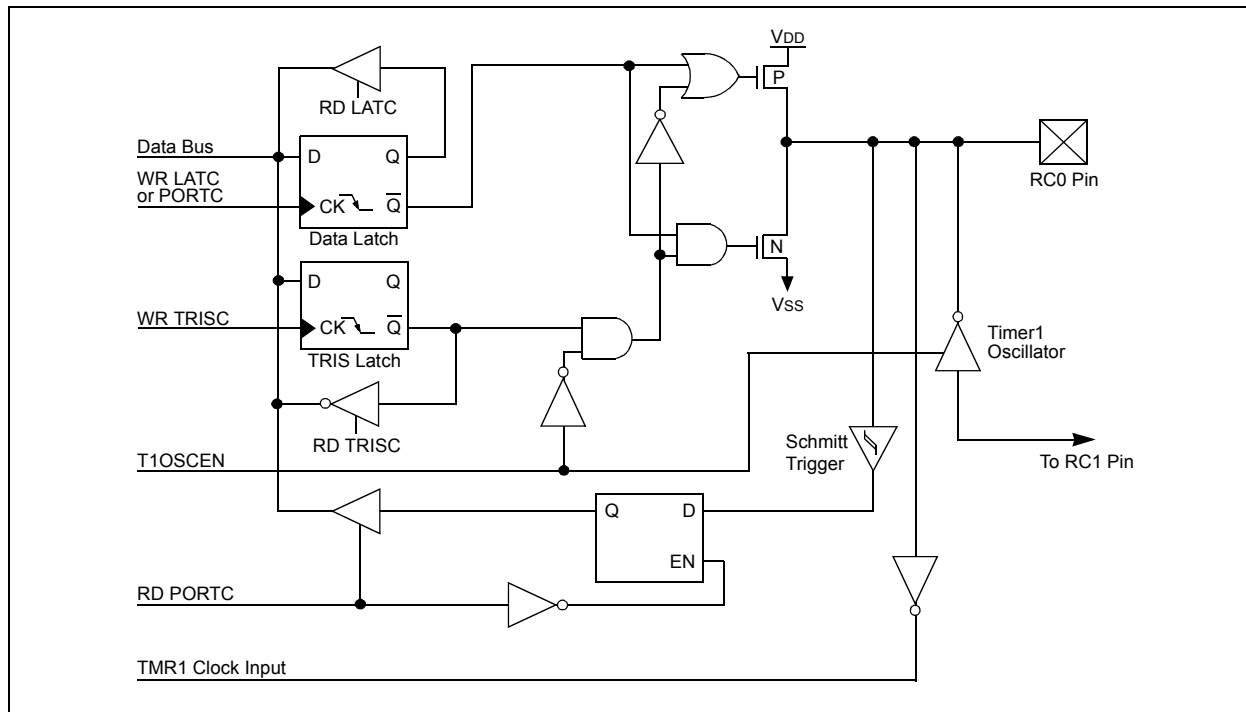 VDD
P
RD LATC
Data Bus
D Q
WR LATC
or PORTC
CK Q̅
Data Latch
RC0 Pin
N
VSS
D Q
WR TRISC
CK Q̅
TRIS Latch
Timer1
Oscillator
RD TRISC
Schmitt
Trigger
T1OSCEN
To RC1 Pin
Q D
EN
RD PORTC
TMR1 Clock Input